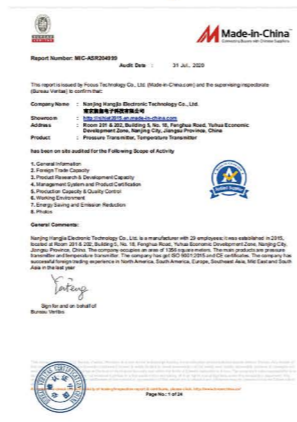 Made-in-China
Connecting Buyers with Chinese Suppliers
Report Number: MIC-ASR
Audit Date : 31 Jul., 2020
This report is issued by Focus Technology Co., Ltd. (Made-in-China.com) and the supervising inspectorate
(Bureau Veritas) to confirm that:
Company Name : Nanjing Hangjia Electronic Technology Co., Ltd.
Showroom :
Address : Room 201 & 202, Building 5, No. 18, Fenghua Road, Yuhua Economic
Development Zone, Nanjing City, Jiangsu Province, China
Product : Pressure Transmitter, Temperature Transmitter
has been on site audited for the Following Scope of Activity
1. General Information
2. Foreign Trade Capacity
3. Product Research & Development Capacity
4. Management System and Product Certification
5. Production Capacity & Quality Control
6. Working Environment
7. Energy Saving and Emission Reduction
8. Photos
General Comments:
Nanjing Hangjia Electronic Technology Co., Ltd. is a manufacturer with 20 employees; it was established in 2015,
located at Room 201 & 202, Building 5, No. 18, Fenghua Road, Yuhua Economic Development Zone, Nanjing City,
Jiangsu Province, China. The company occupies an area of 1356 square meters. The main products are pressure
transmitter and temperature transmitter. The company has got ISO 9001:2015 and CE certificates. The company has
successful foreign trading experience in North America, South America, Europe, Southeast Asia, Mid East and South
Asia in the last year
Sign for and on behalf of
Bureau Veritas
Page No.: 1 of 24